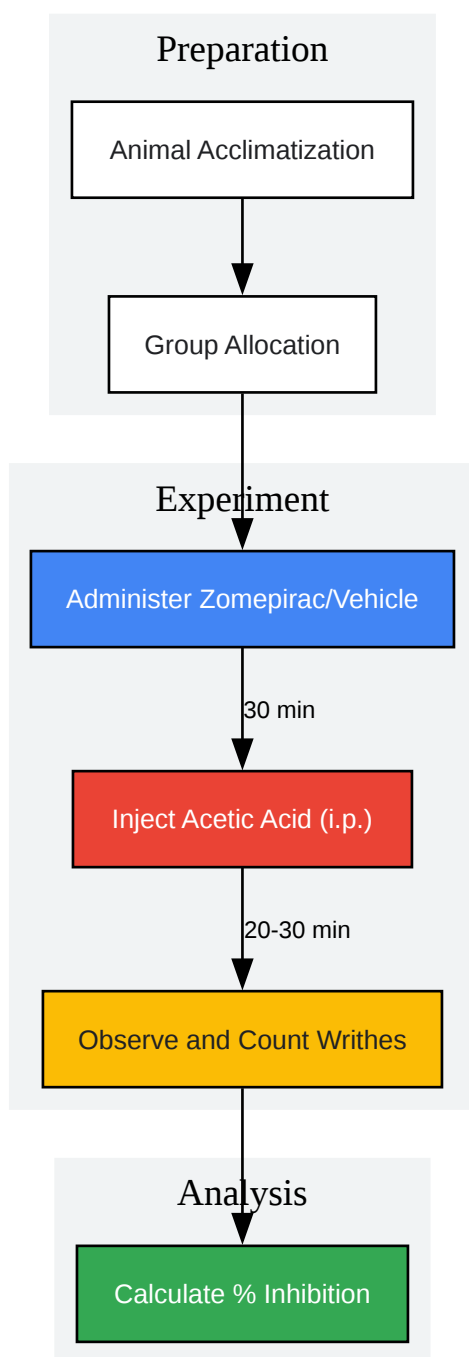 Preparation
Animal Acclimatization
Group Allocation
Experiment
Administer Zomepirac/Vehicle
30 min
Inject Acetic Acid (i.p.)
20-30 min
Observe and Count Writhes
Analysis
Calculate % Inhibition